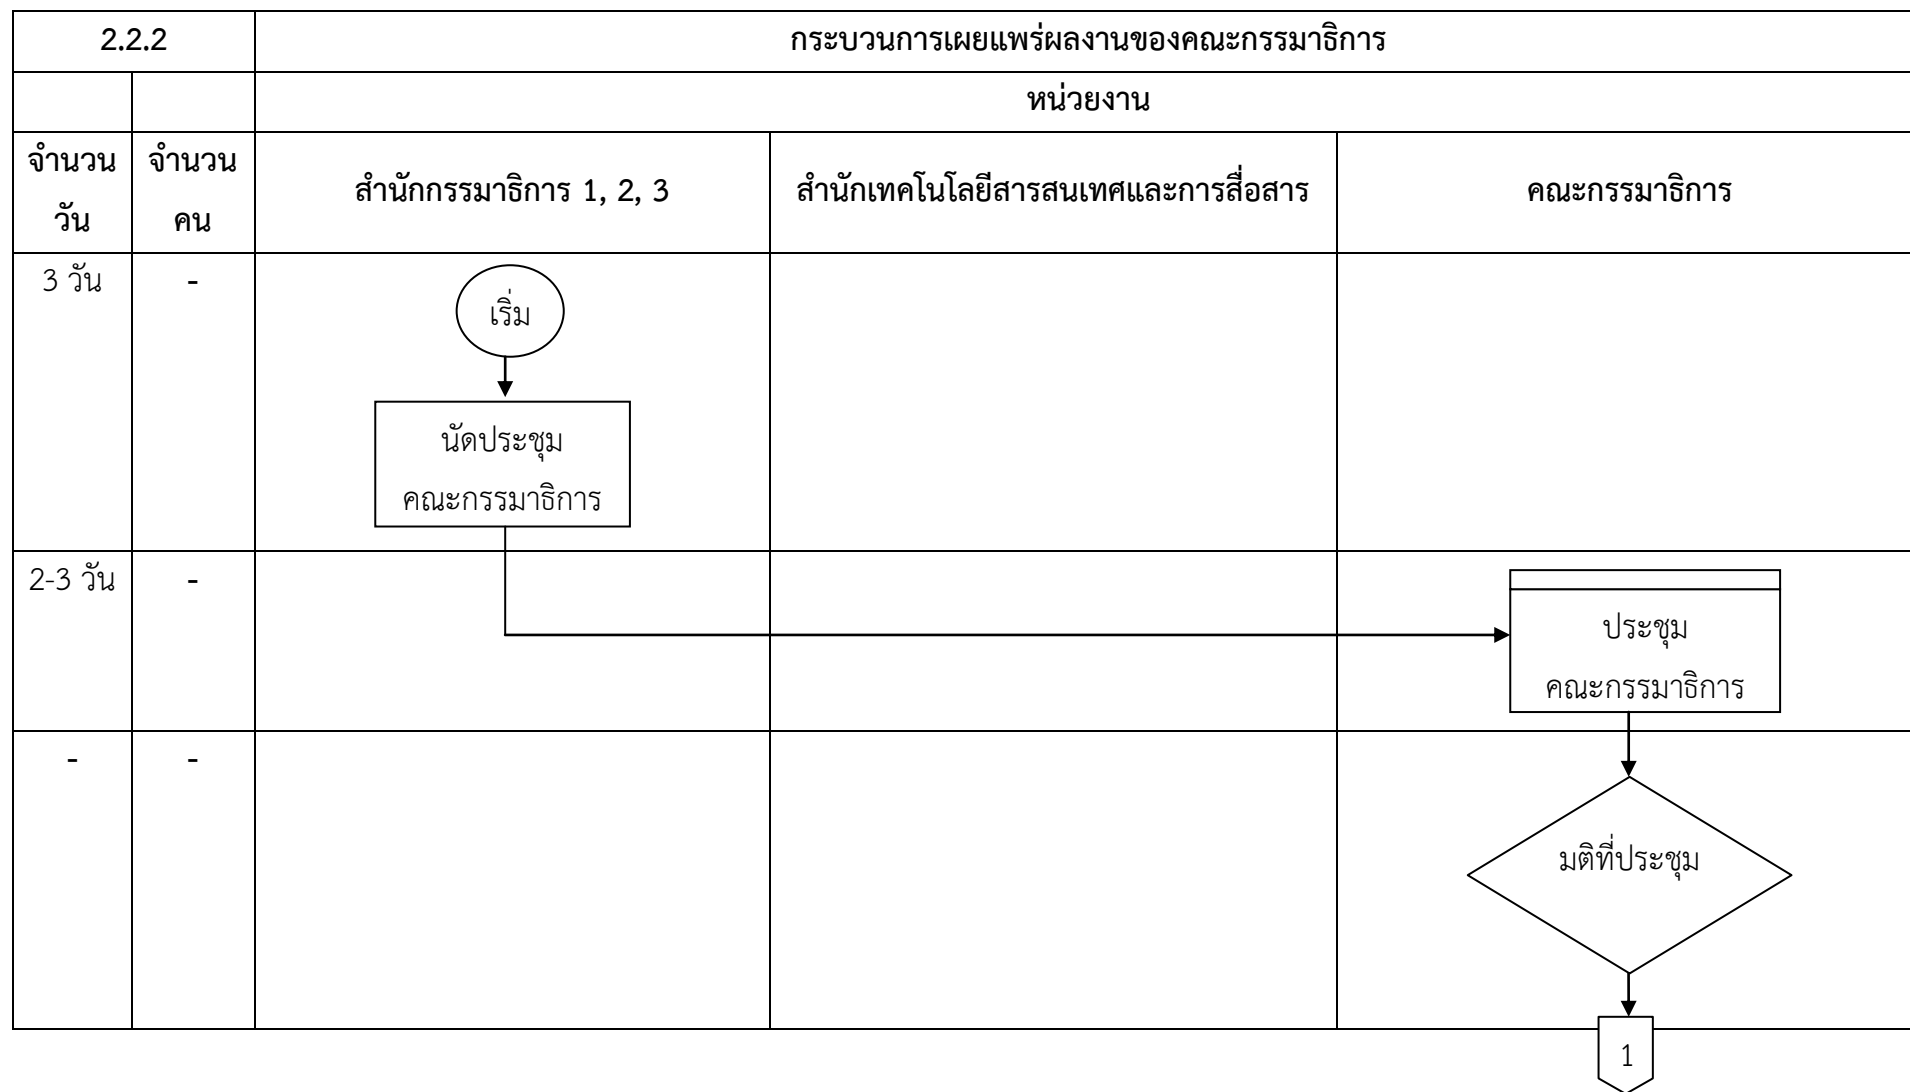 2.2.2 กระบวนการเผยแพร่ผลงานของคณะกรรมาธิการ
หน่วยงาน
จำนวน
วัน
จำนวน
คน
สำนักกรรมาธิการ 1, 2, 3
สำนักเทคโนโลยีสารสนเทศและการสื่อสาร
คณะกรรมาธิการ
3 วัน
-
เริ่ม
นัดประชุม
คณะกรรมาธิการ
2-3 วัน
-
ประชุม
คณะกรรมาธิการ
-
-
มติที่ประชุม
1